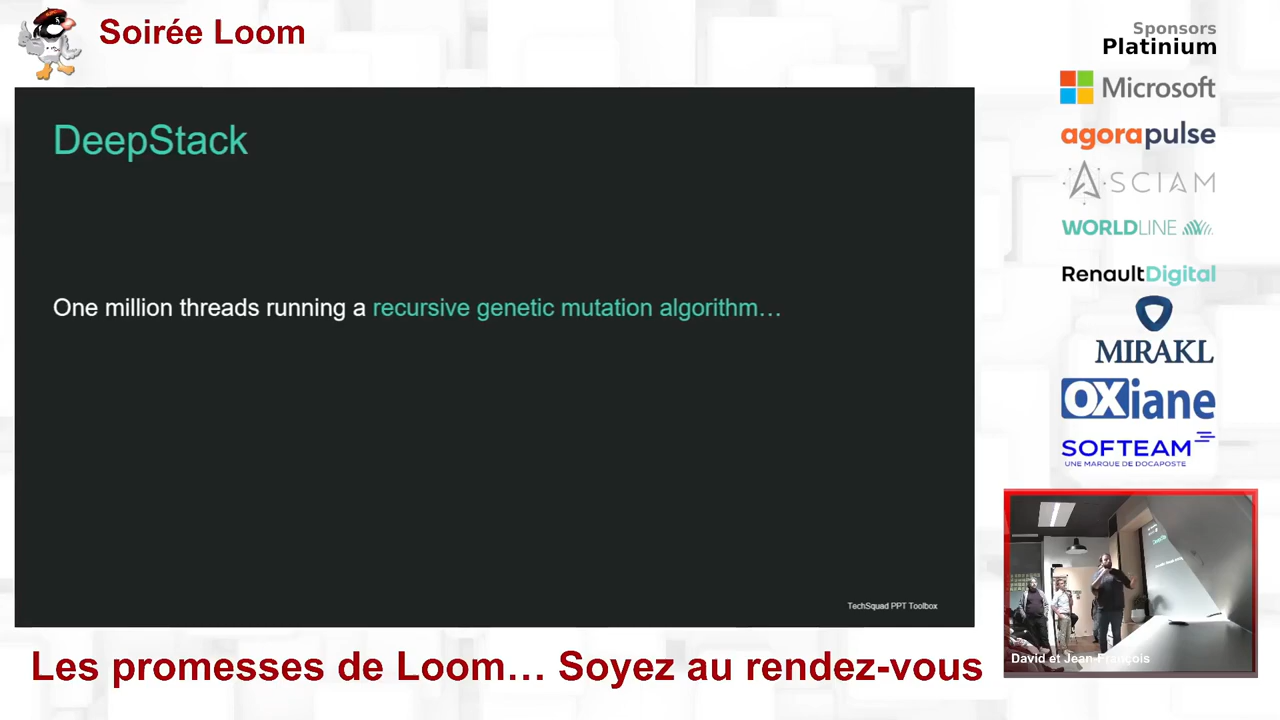 Soirée Loom
DeepStack
One million threads running a recursive genetic mutation algorithm…
TechSquad PPT Toolbox
Les promesses de Loom… Soyez au rendez-vous
Sponsors
Platinium
Microsoft
agorapulse
ASCIAM
WORLDLINE
RenaultDigital
MIRAKL
OXiane
SOFTEAM
UNE MARQUE DE DOCAPOSTE
David et Jean-François